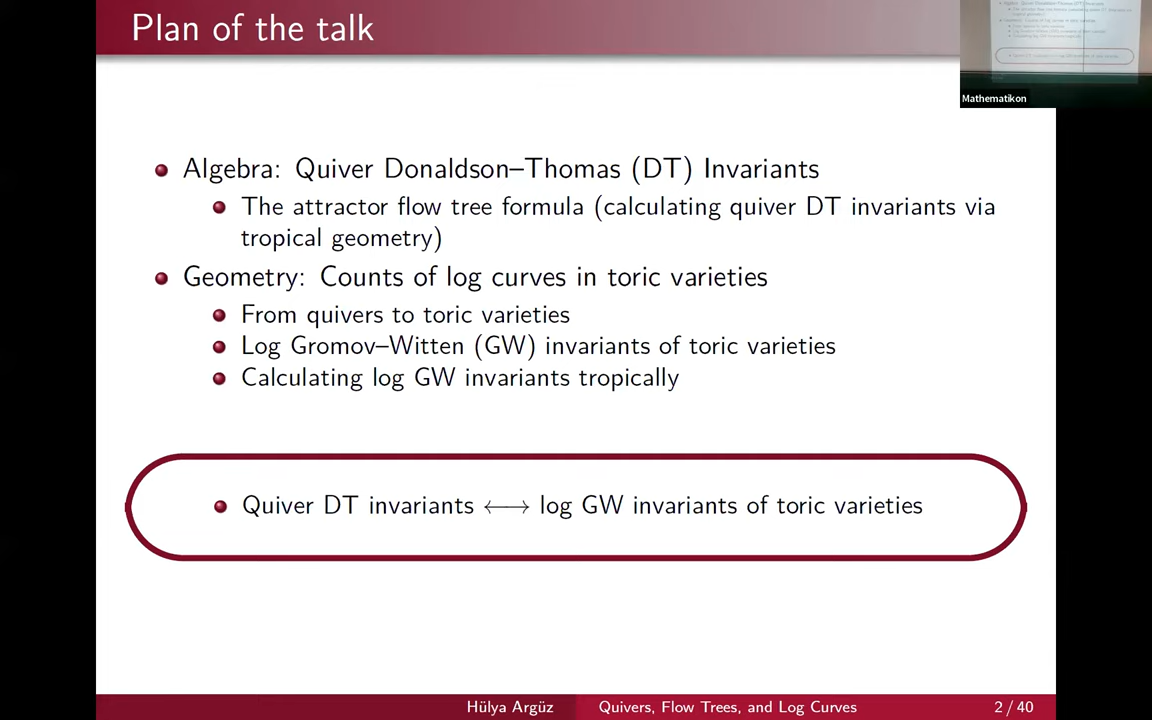 Plan of the talk
Mathematikon
Algebra: Quiver Donaldson–Thomas (DT) Invariants
The attractor flow tree formula (calculating quiver DT invariants via
tropical geometry)
Geometry: Counts of log curves in toric varieties
From quivers to toric varieties
Log Gromov–Witten (GW) invariants of toric varieties
Calculating log GW invariants tropically
Quiver DT invariants ⟷ log GW invariants of toric varieties
Hülya Argüz
Quivers, Flow Trees, and Log Curves
2 / 40